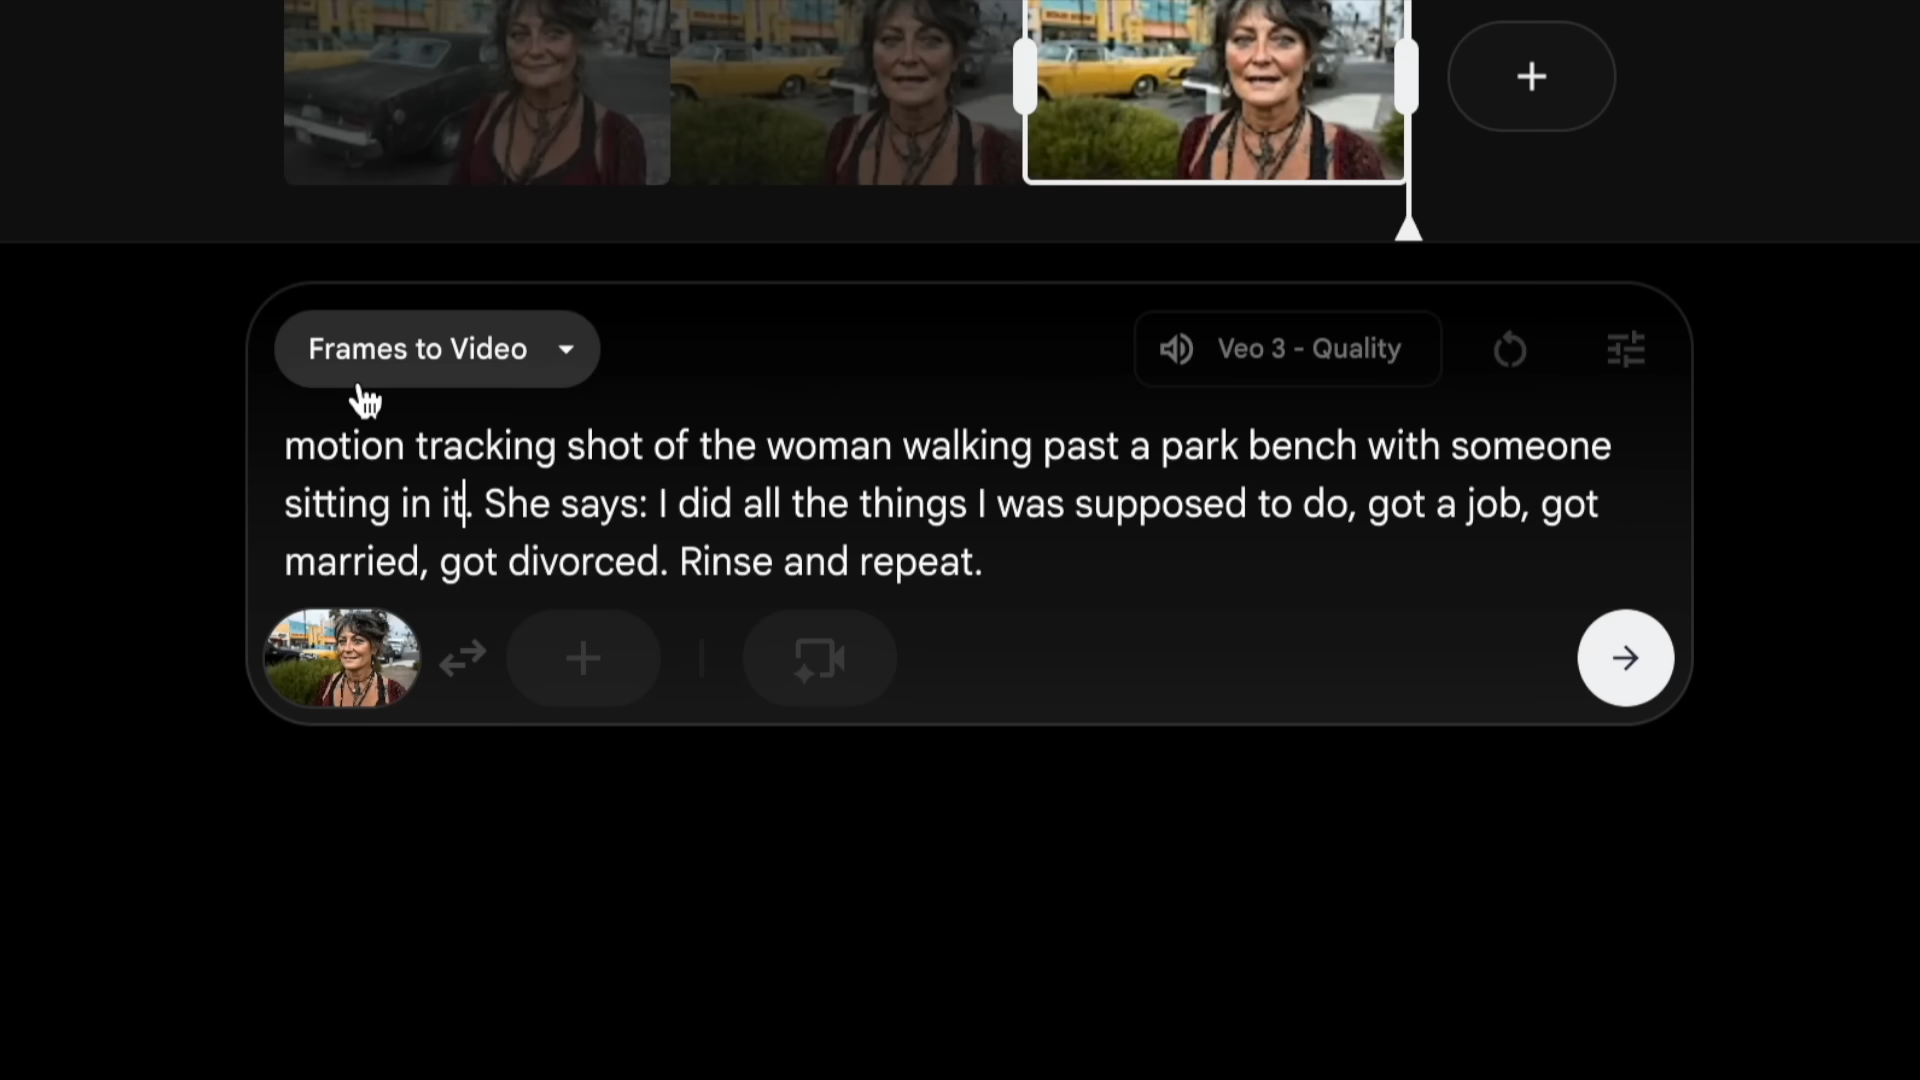 Frames to Video
Veo 3 - Quality
motion tracking shot of the woman walking past a park bench with someone
sitting in it. She says: I did all the things I was supposed to do, got a job, got
married, got divorced. Rinse and repeat.